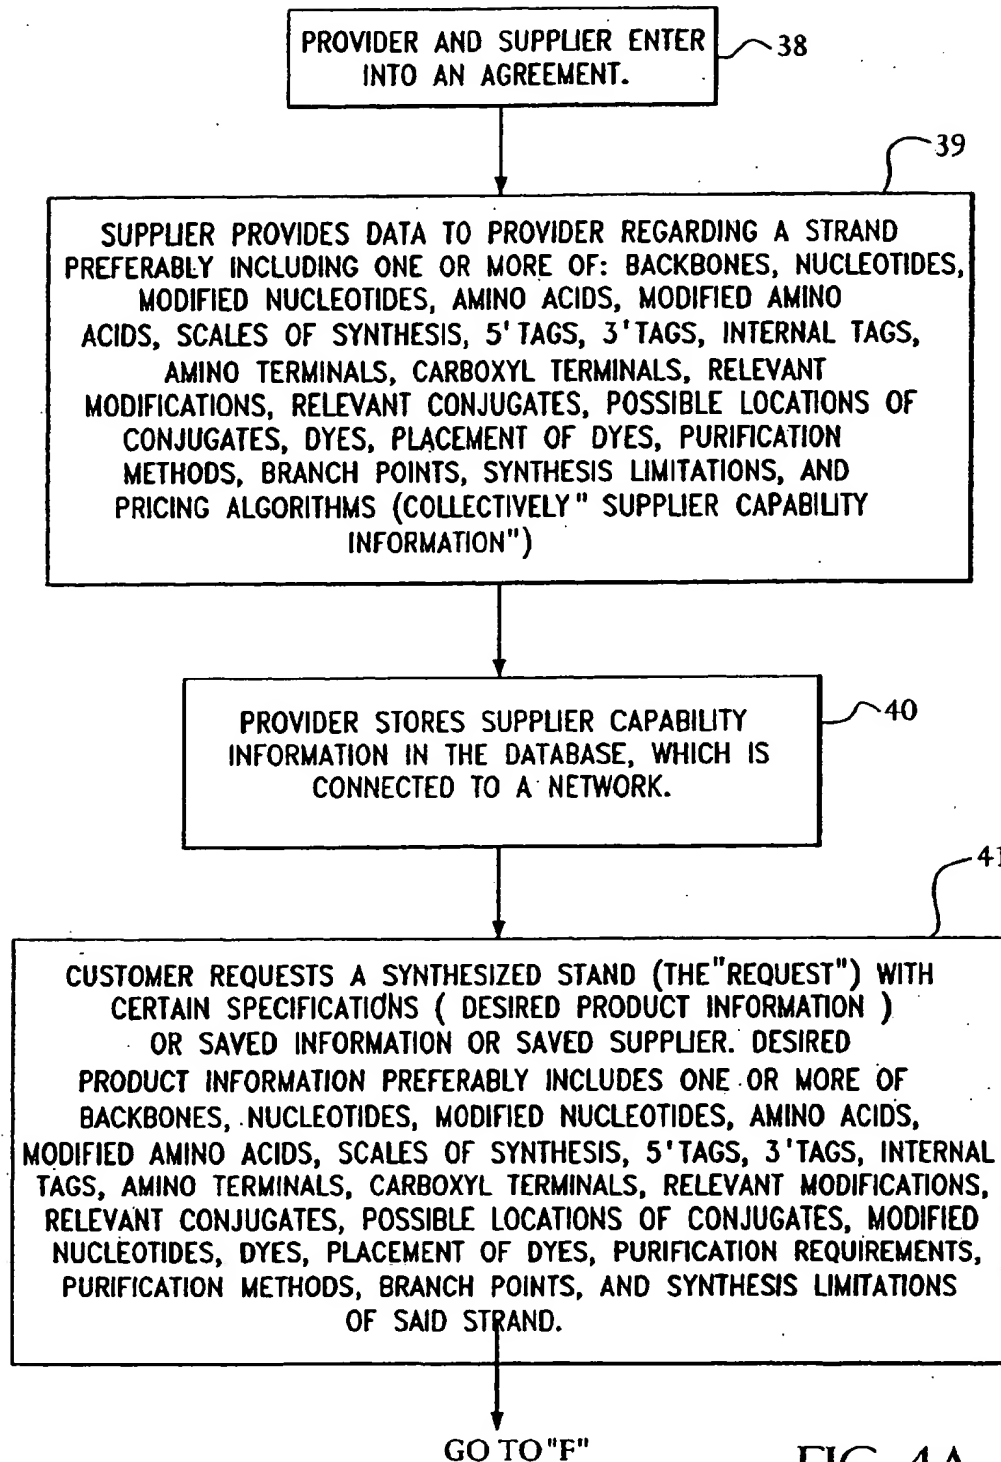 PROVIDER AND SUPPLIER ENTER
INTO AN AGREEMENT.
38
39
SUPPLIER PROVIDES DATA TO PROVIDER REGARDING A STRAND
PREFERABLY INCLUDING ONE OR MORE OF: BACKBONES, NUCLEOTIDES,
MODIFIED NUCLEOTIDES, AMINO ACIDS, MODIFIED AMINO
ACIDS, SCALES OF SYNTHESIS, 5' TAGS, 3' TAGS, INTERNAL TAGS,
AMINO TERMINALS, CARBOXYL TERMINALS, RELEVANT
MODIFICATIONS, RELEVANT CONJUGATES, POSSIBLE LOCATIONS OF
CONJUGATES, DYES, PLACEMENT OF DYES, PURIFICATION
METHODS, BRANCH POINTS, SYNTHESIS LIMITATIONS, AND
PRICING ALGORITHMS (COLLECTIVELY" SUPPLIER CAPABILITY
INFORMATION")
PROVIDER STORES SUPPLIER CAPABILITY
INFORMATION IN THE DATABASE, WHICH IS
CONNECTED TO A NETWORK.
40
41
CUSTOMER REQUESTS A SYNTHESIZED STAND (THE"REQUEST") WITH
CERTAIN SPECIFICATIONS ( DESIRED PRODUCT INFORMATION )
OR SAVED INFORMATION OR SAVED SUPPLIER. DESIRED
PRODUCT INFORMATION PREFERABLY INCLUDES ONE OR MORE OF
BACKBONES, NUCLEOTIDES, MODIFIED NUCLEOTIDES, AMINO ACIDS,
MODIFIED AMINO ACIDS, SCALES OF SYNTHESIS, 5' TAGS, 3' TAGS, INTERNAL
TAGS, AMINO TERMINALS, CARBOXYL TERMINALS, RELEVANT MODIFICATIONS,
RELEVANT CONJUGATES, POSSIBLE LOCATIONS OF CONJUGATES, MODIFIED
NUCLEOTIDES, DYES, PLACEMENT OF DYES, PURIFICATION REQUIREMENTS,
PURIFICATION METHODS, BRANCH POINTS, AND SYNTHESIS LIMITATIONS
OF SAID STRAND.
GO TO "F"
FIG. 4A